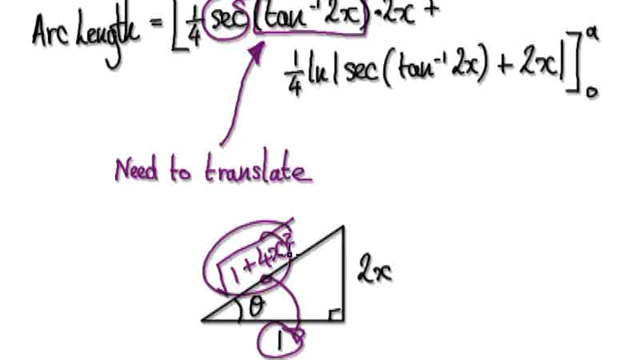 Arc Length = [ 1/4 sec (tan⁻¹ 2x) · 2x +
1/4 ln | sec (tan⁻¹ 2x) + 2x | ]ᵃ₀
Need to translate
√1 + 4x²
2x
θ
1